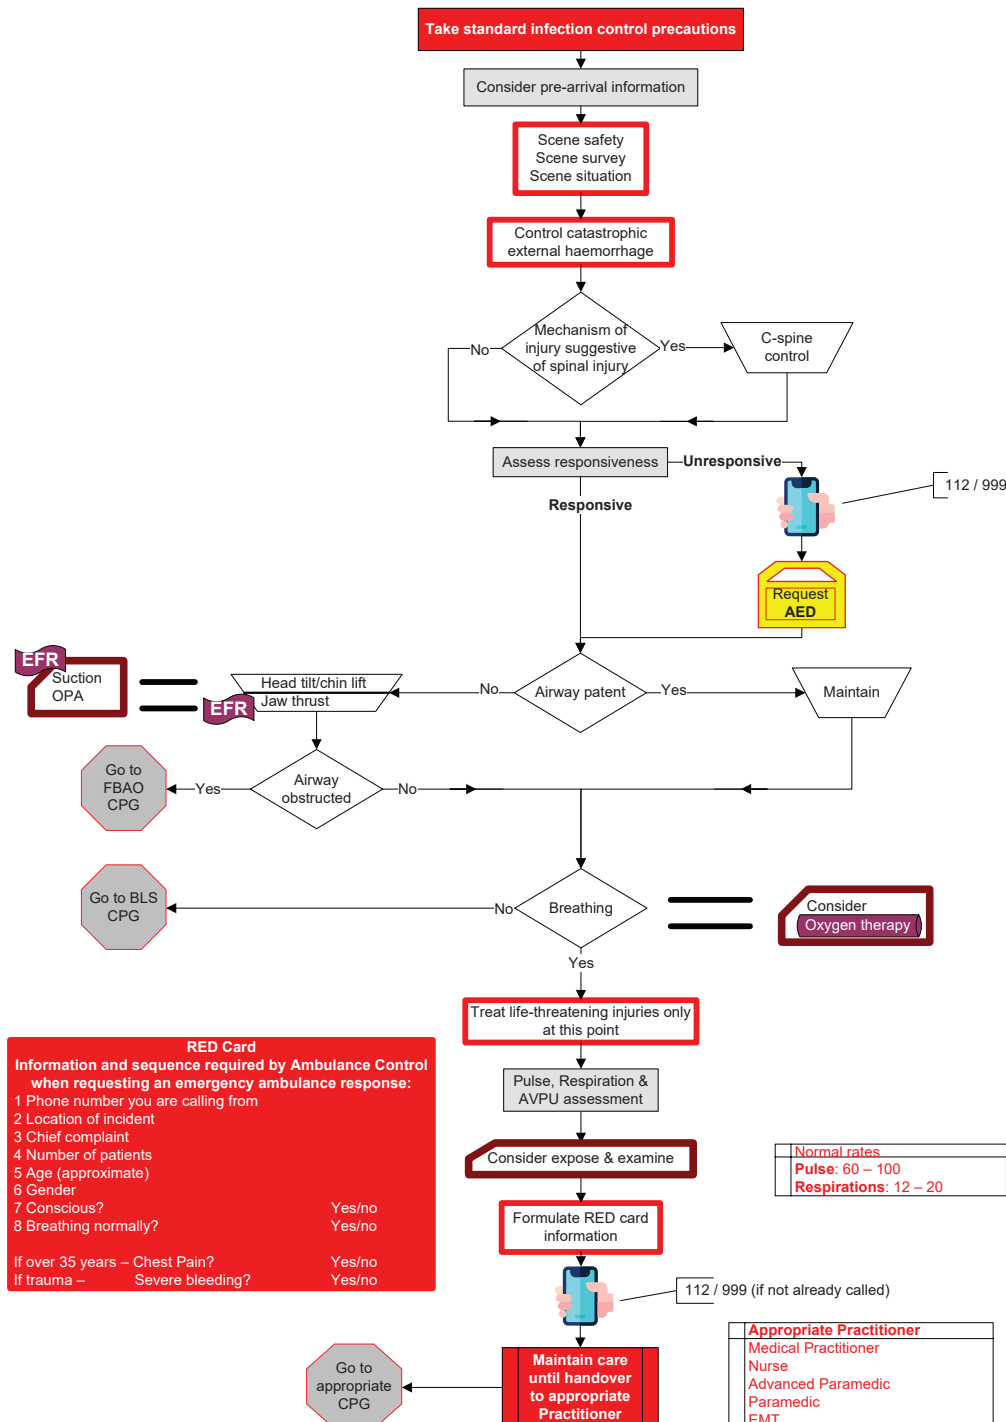 Take standard infection control precautions
Consider pre-arrival information
Scene safety
Scene survey
Scene situation
Control catastrophic
external haemorrhage
Mechanism of
injury suggestive
of spinal injury
No
Yes
C-spine
control
Assess responsiveness
Unresponsive
112 / 999
Responsive
Request
AED
EFR
Suction
OPA
Head tilt/chin lift
Jaw thrust
EFR
No
Airway patent
Yes
Maintain
Go to
FBAO
CPG
Yes
Airway
obstructed
No
Go to BLS
CPG
No
Breathing
Consider
Oxygen therapy
Yes
Treat life-threatening injuries only
at this point
RED Card
Information and sequence required by Ambulance Control
when requesting an emergency ambulance response:
1 Phone number you are calling from
2 Location of incident
3 Chief complaint
4 Number of patients
5 Age (approximate)
6 Gender
7 Conscious? Yes/no
8 Breathing normally? Yes/no
If over 35 years – Chest Pain? Yes/no
If trauma – Severe bleeding? Yes/no
Pulse, Respiration &
AVPU assessment
Consider expose & examine
Normal rates
Pulse: 60 – 100
Respirations: 12 – 20
Formulate RED card
information
112 / 999 (if not already called)
Go to
appropriate
CPG
Maintain care
until handover
to appropriate
Practitioner
Appropriate Practitioner
Medical Practitioner
Nurse
Advanced Paramedic
Paramedic
EMT